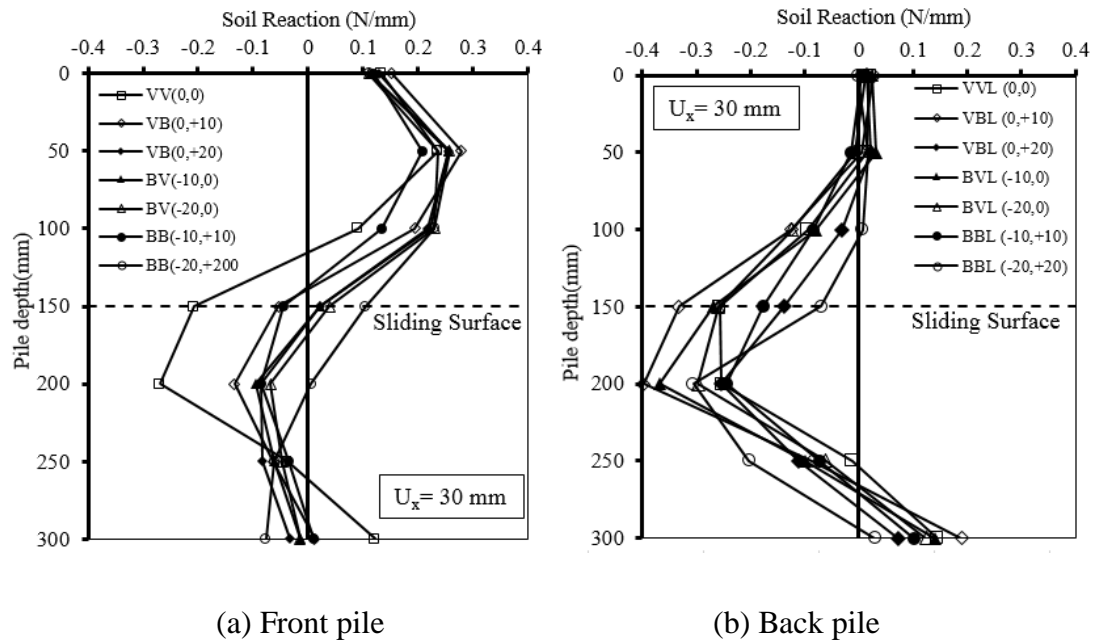 Soil Reaction (N/mm)
-0.4 -0.3 -0.2 -0.1 0 0.1 0.2 0.3 0.4
0
50
100
150
200
250
300
Pile depth(mm)
VV(0,0)
VB(0,+10)
VB(0,+20)
BV(-10,0)
BV(-20,0)
BB(-10,+10)
BB(-20,+200
Sliding Surface
Ux= 30 mm
(a) Front pile
Soil Reaction (N/mm)
-0.4 -0.3 -0.2 -0.1 0 0.1 0.2 0.3 0.4
0
50
100
150
200
250
300
Pile depth(mm)
Ux= 30 mm
VVL (0,0)
VBL (0,+10)
VBL (0,+20)
BVL (-10,0)
BVL (-20,0)
BBL (-10,+10)
BBL (-20,+20)
Sliding Surface
(b) Back pile